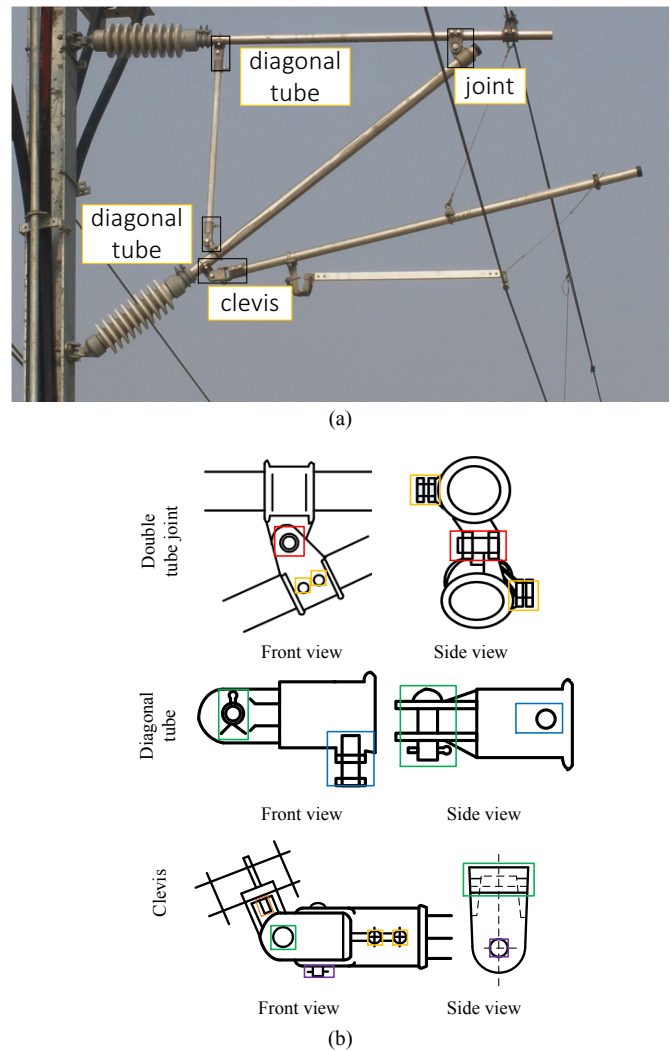 diagonal
tube
joint
diagonal
tube
clevis
(a)
Double
tube joint
Front view
Side view
Diagonal
tube
Front view
Side view
Clevis
Front view
Side view
(b)